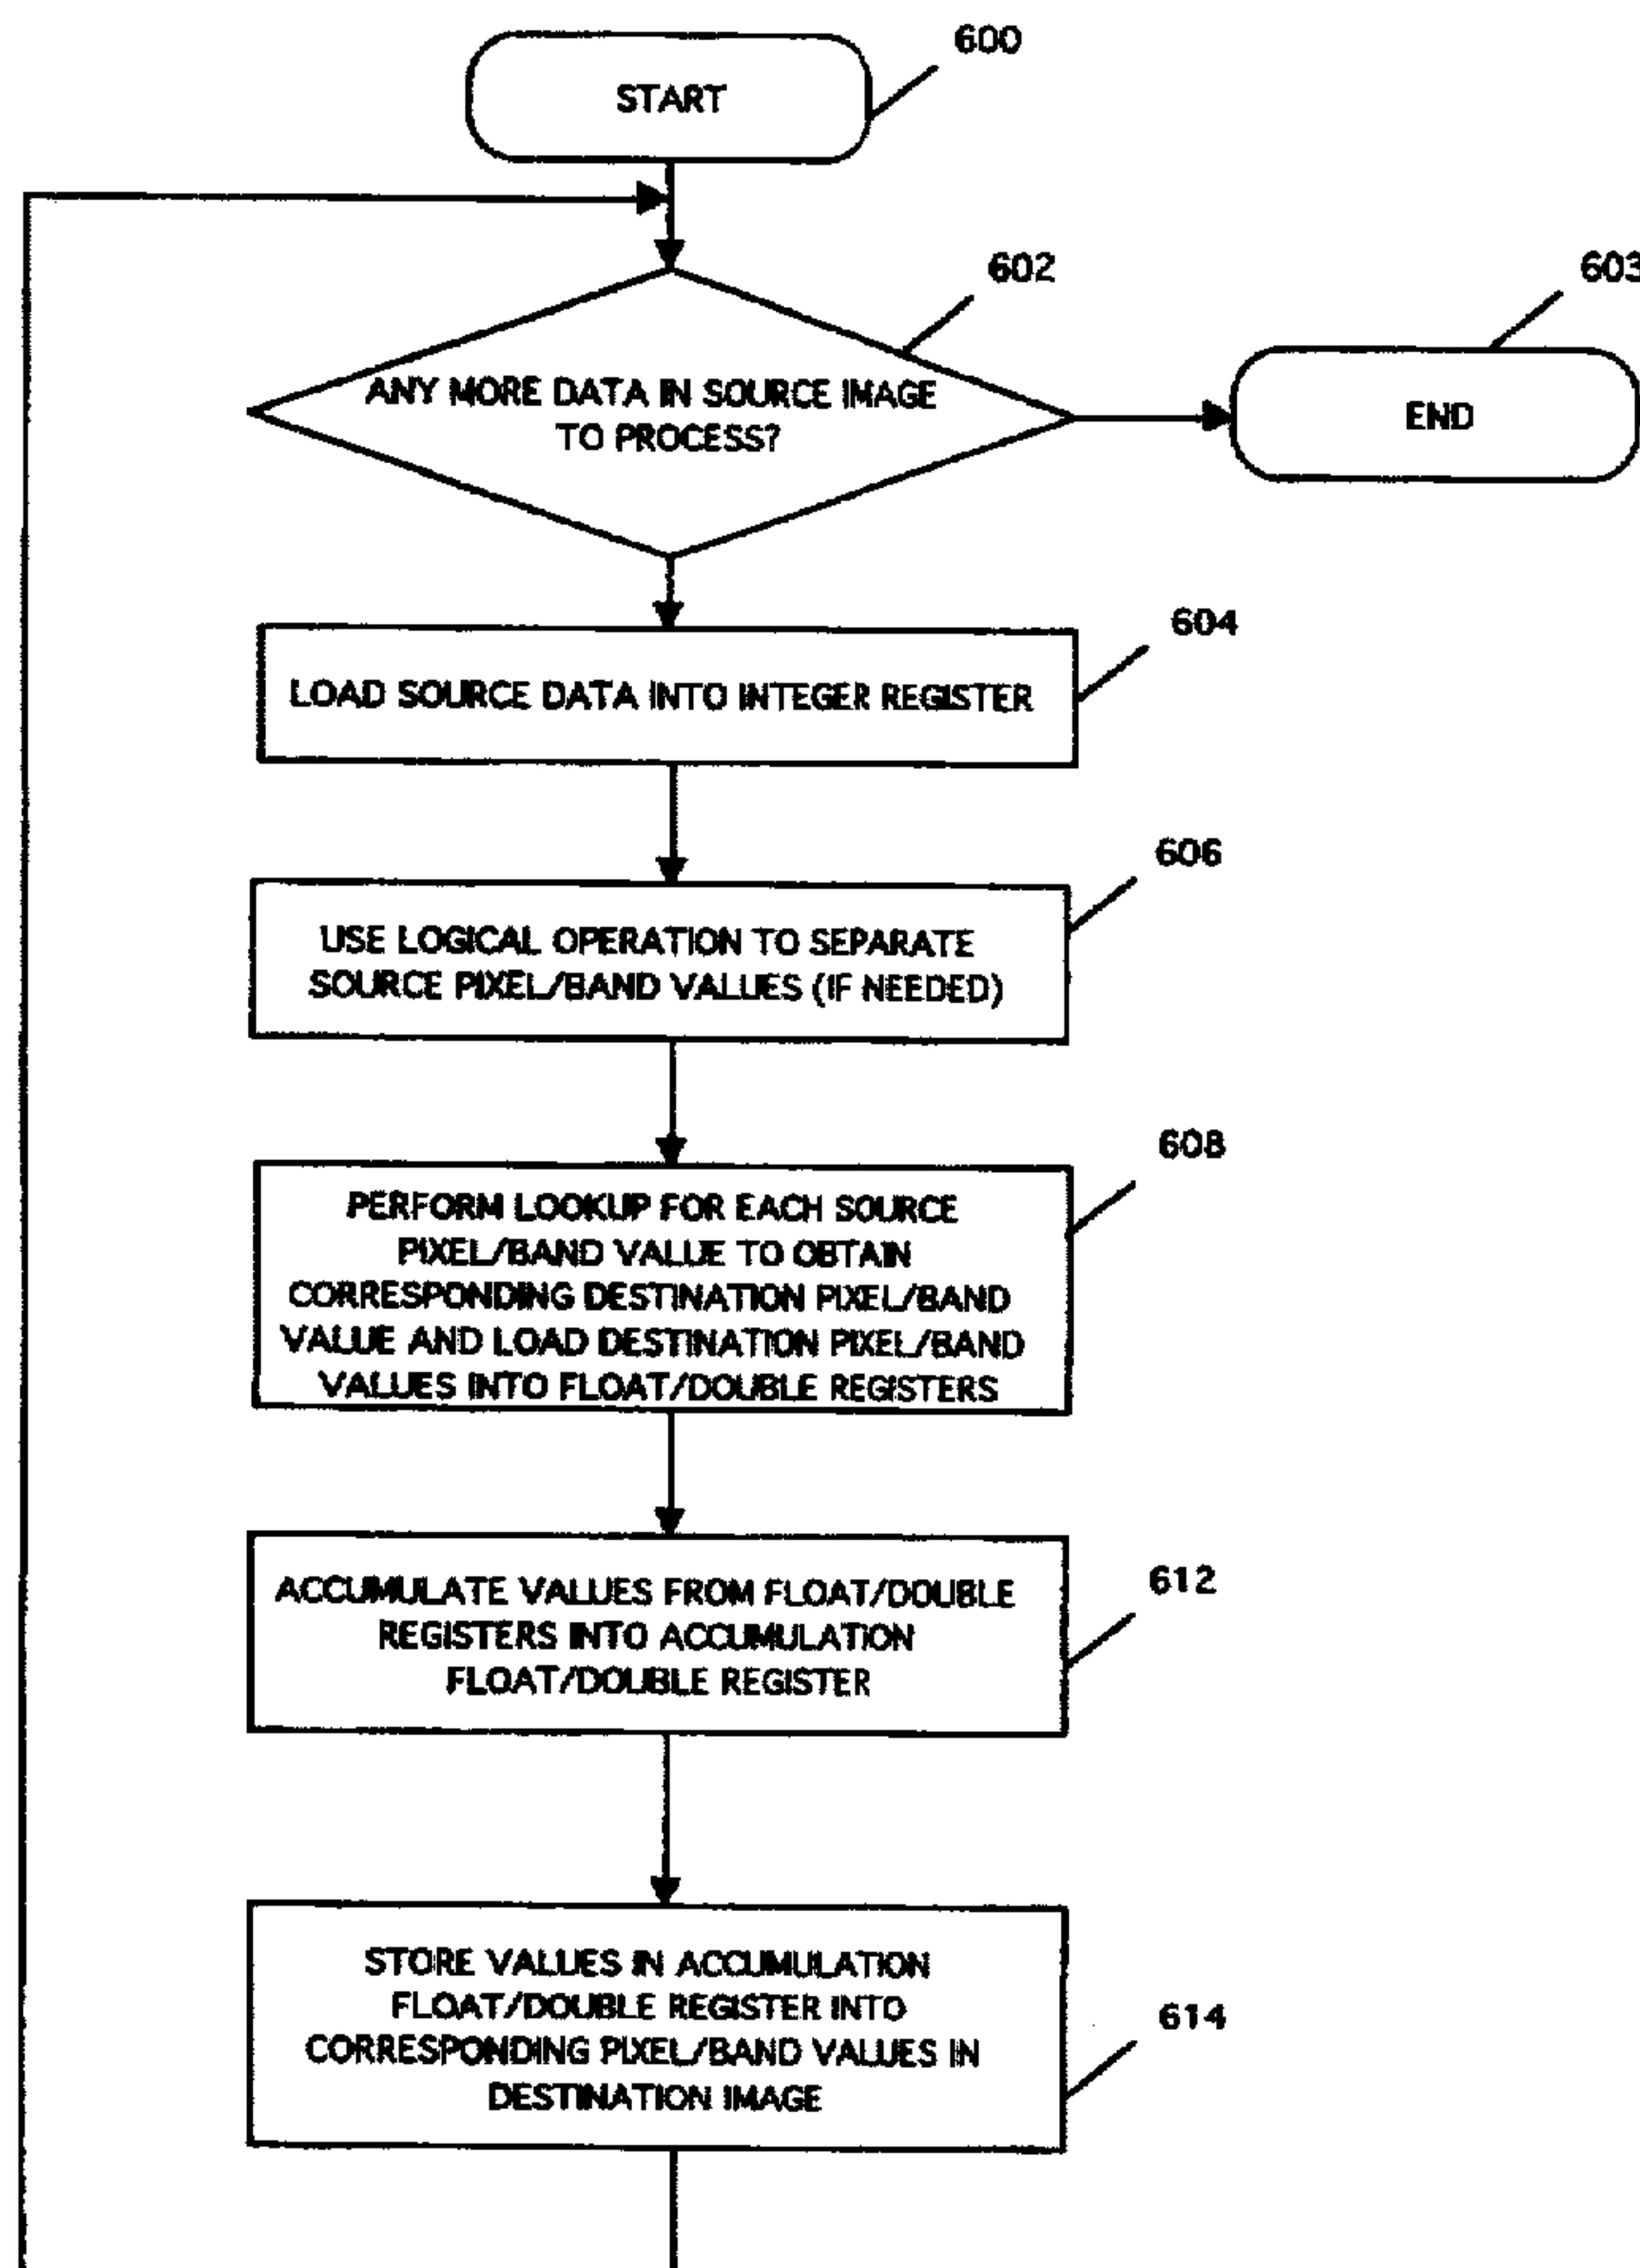 600
START
602
603
ANY MORE DATA IN SOURCE IMAGE
TO PROCESS?
END
604
LOAD SOURCE DATA INTO INTEGER REGISTER
606
USE LOGICAL OPERATION TO SEPARATE
SOURCE PIXEL/BAND VALUES (IF NEEDED)
608
PERFORM LOOKUP FOR EACH SOURCE
PIXEL/BAND VALUE TO OBTAIN
CORRESPONDING DESTINATION PIXEL/BAND
VALUE AND LOAD DESTINATION PIXEL/BAND
VALUES INTO FLOAT/DOUBLE REGISTERS
612
ACCUMULATE VALUES FROM FLOAT/DOUBLE
REGISTERS INTO ACCUMULATION
FLOAT/DOUBLE REGISTER
614
STORE VALUES IN ACCUMULATION
FLOAT/DOUBLE REGISTER INTO
CORRESPONDING PIXEL/BAND VALUES IN
DESTINATION IMAGE